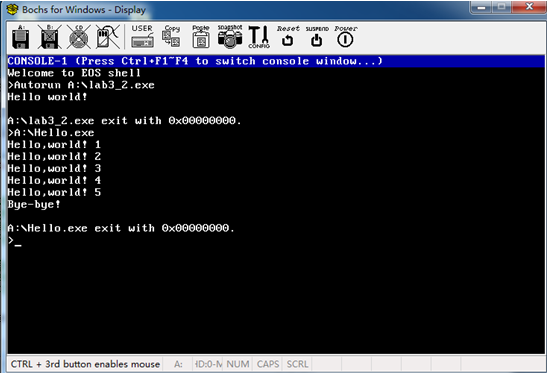 Bochs for Windows - Display
A: B: CD USER Copy Paste snapshot CONFIG Reset SUSPEND Power
CONSOLE-1 (Press Ctrl+F1~F4 to switch console window...)
Welcome to EOS shell
>Autorun A:\lab3_2.exe
Hello world!
A:\lab3_2.exe exit with 0x00000000.
>A:\Hello.exe
Hello,world! 1
Hello,world! 2
Hello,world! 3
Hello,world! 4
Hello,world! 5
Bye-bye!
A:\Hello.exe exit with 0x00000000.
>_
CTRL + 3rd button enables mouse A: HD:0-M NUM CAPS SCRL